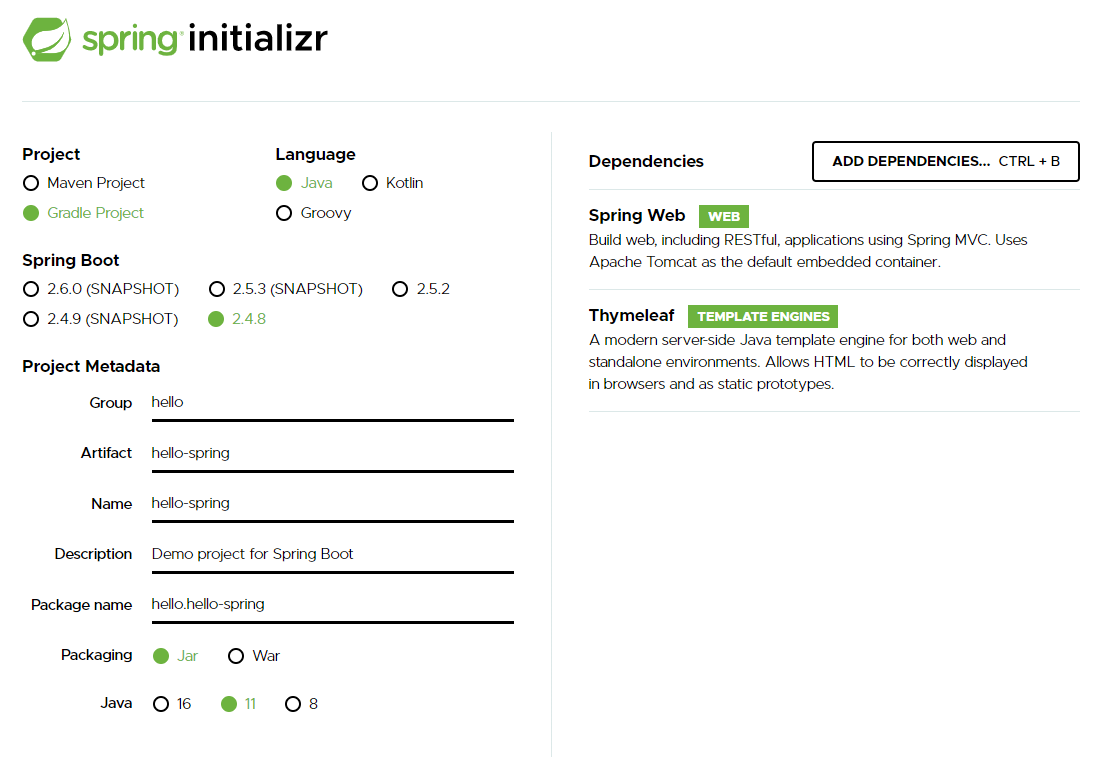 spring initializr
Project
Maven Project
Gradle Project
Language
Java Kotlin
Groovy
Spring Boot
2.6.0 (SNAPSHOT) 2.5.3 (SNAPSHOT) 2.5.2
2.4.9 (SNAPSHOT) 2.4.8
Project Metadata
Group hello
Artifact hello-spring
Name hello-spring
Description Demo project for Spring Boot
Package name hello.hello-spring
Packaging Jar War
Java 16 11 8
Dependencies
ADD DEPENDENCIES... CTRL + B
Spring Web WEB
Build web, including RESTful, applications using Spring MVC. Uses
Apache Tomcat as the default embedded container.
Thymeleaf TEMPLATE ENGINES
A modern server-side Java template engine for both web and
standalone environments. Allows HTML to be correctly displayed
in browsers and as static prototypes.